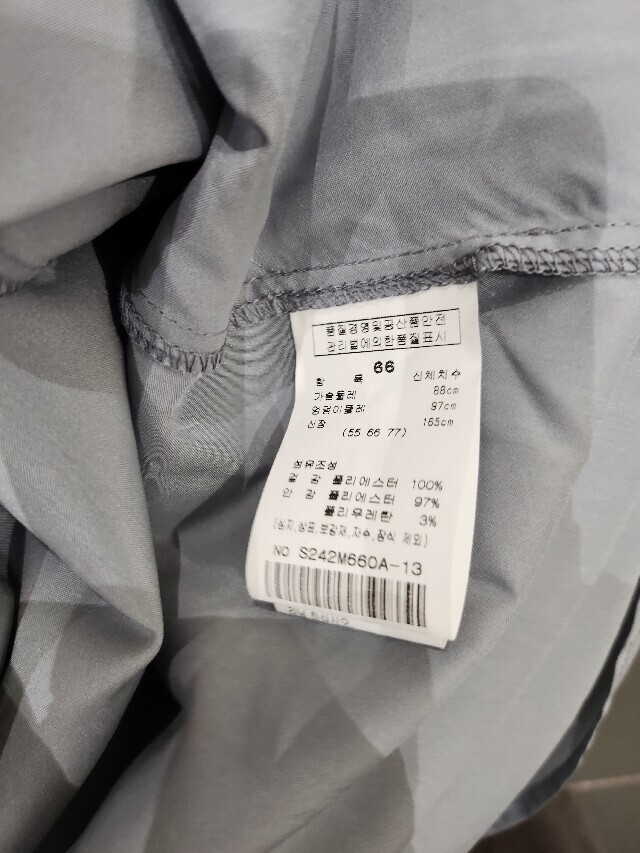 품질경영및공산품안전
관리법에의한품질표시
66
항 목 신체치수
가슴둘레 88cm
엉덩이둘레 97cm
신장 165cm
(55 66 77)
섬유조성
겉 감 폴리에스터 100%
안 감 폴리에스터 97%
폴리우레탄 3%
(심지,상표,보강재,자수,장식 제외)
NO S242M660A-13